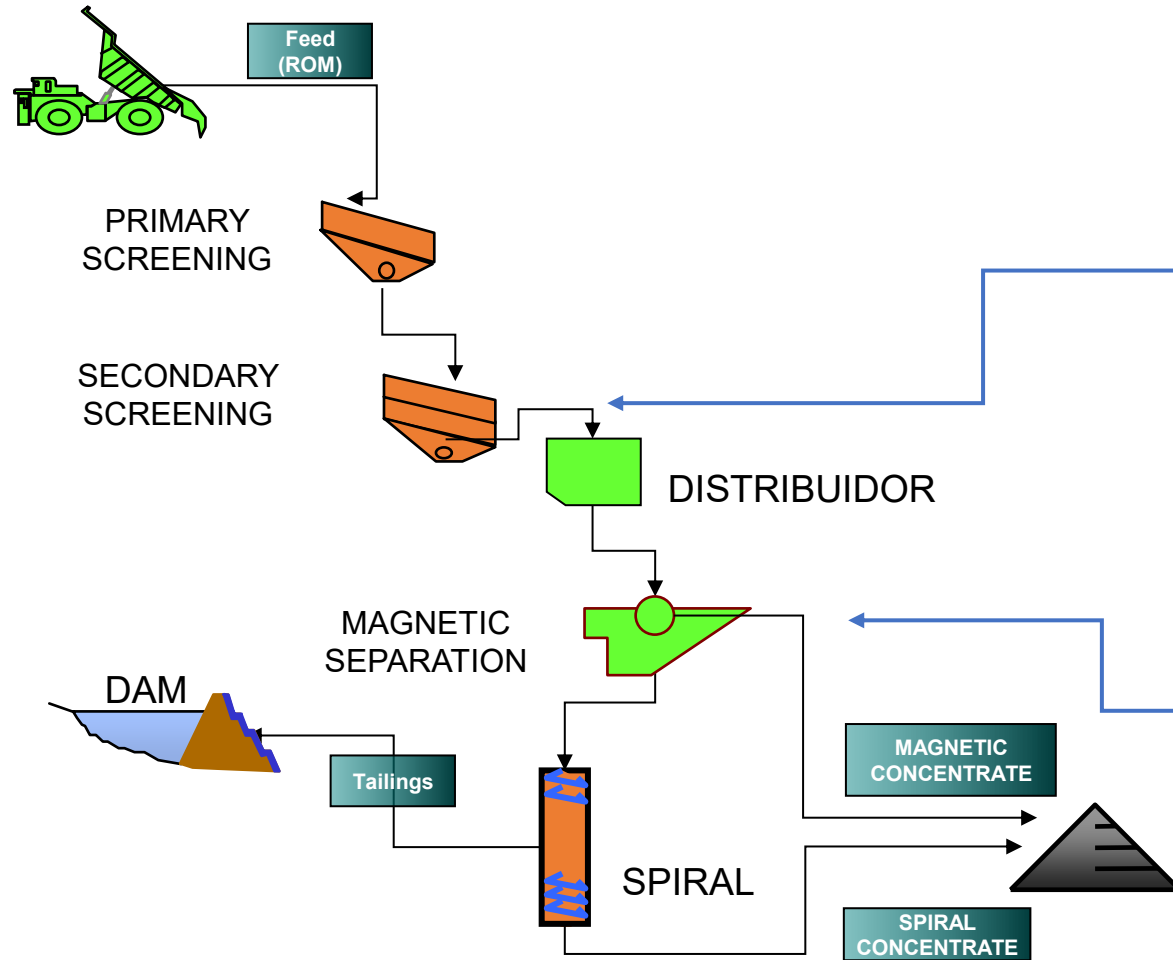 Feed
(ROM)
PRIMARY
SCREENING
SECONDARY
SCREENING
DISTRIBUIDOR
MAGNETIC
SEPARATION
DAM
Tailings
MAGNETIC
CONCENTRATE
SPIRAL
SPIRAL
CONCENTRATE